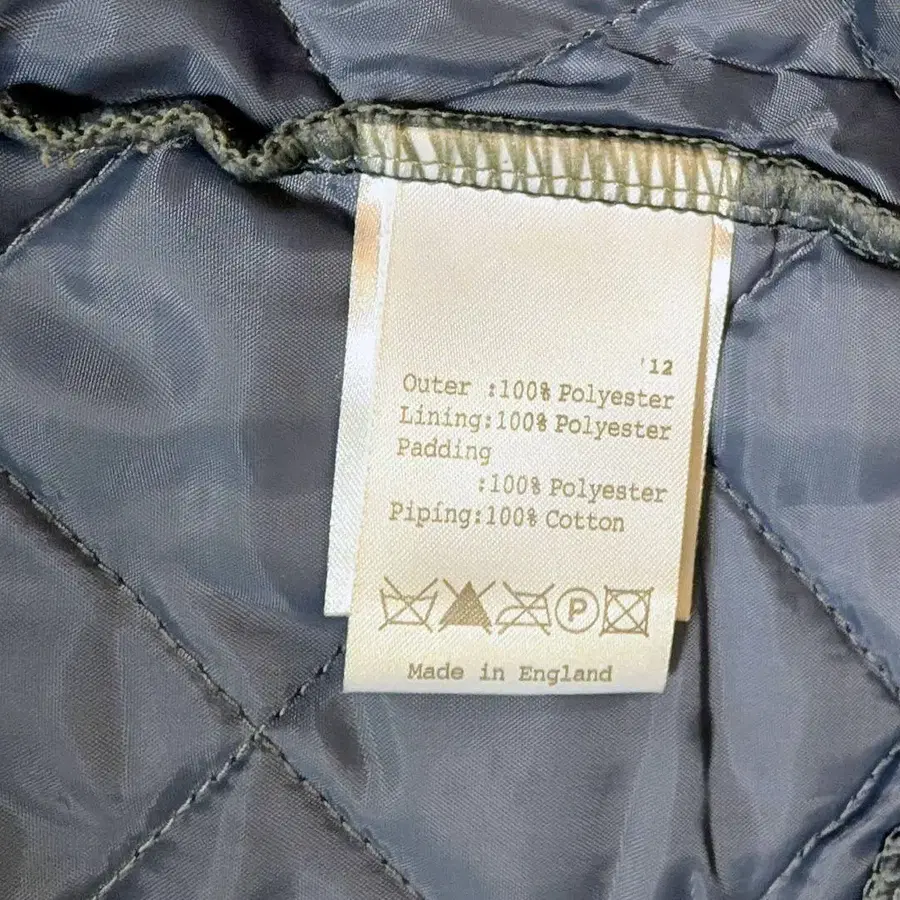 '12
Outer :100% Polyester
Lining:100% Polyester
Padding
:100% Polyester
Piping:100% Cotton
P
Made in England